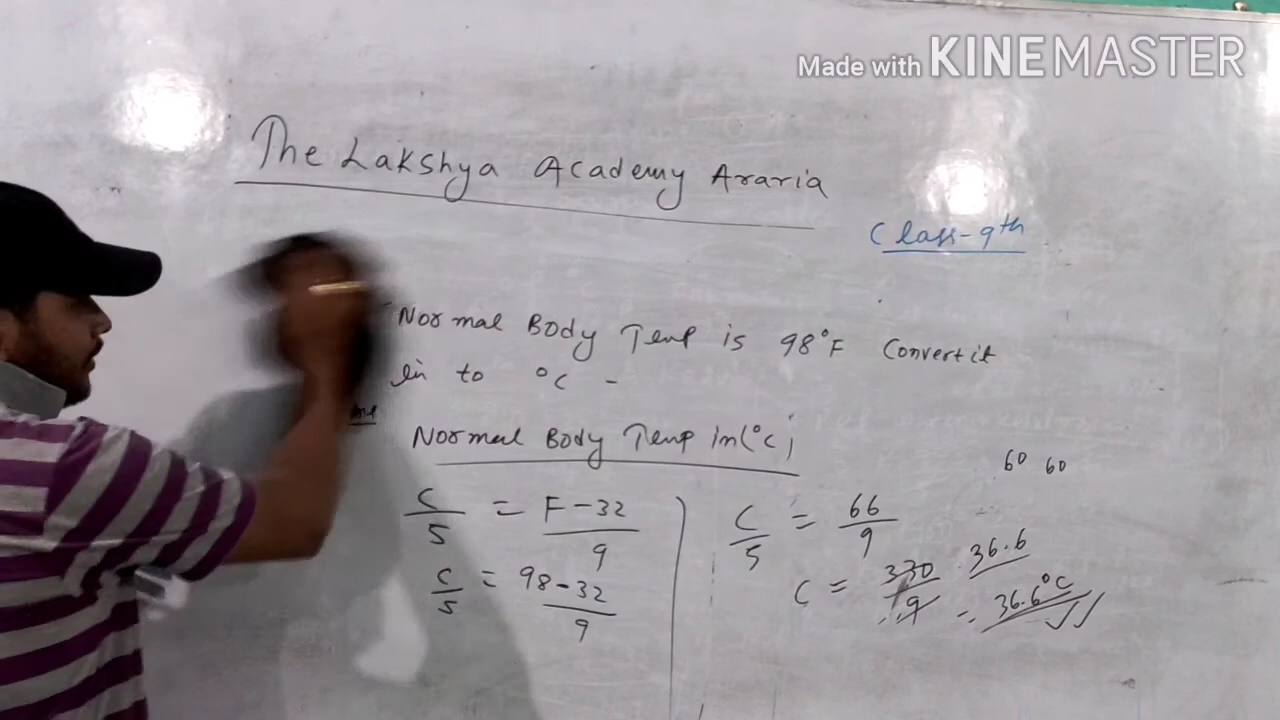 Made with KINEMASTER
The Lakshya Academy Araria
Class-9th
Normal Body Temp is 98°F Convert it
in to °C -
Ans
Normal Body Temp in (°C)
60 60
C/5 = F-32/9
C/5 = 98-32/9
C/5 = 66/9
C = 330/9 = 36.6°C
36.6